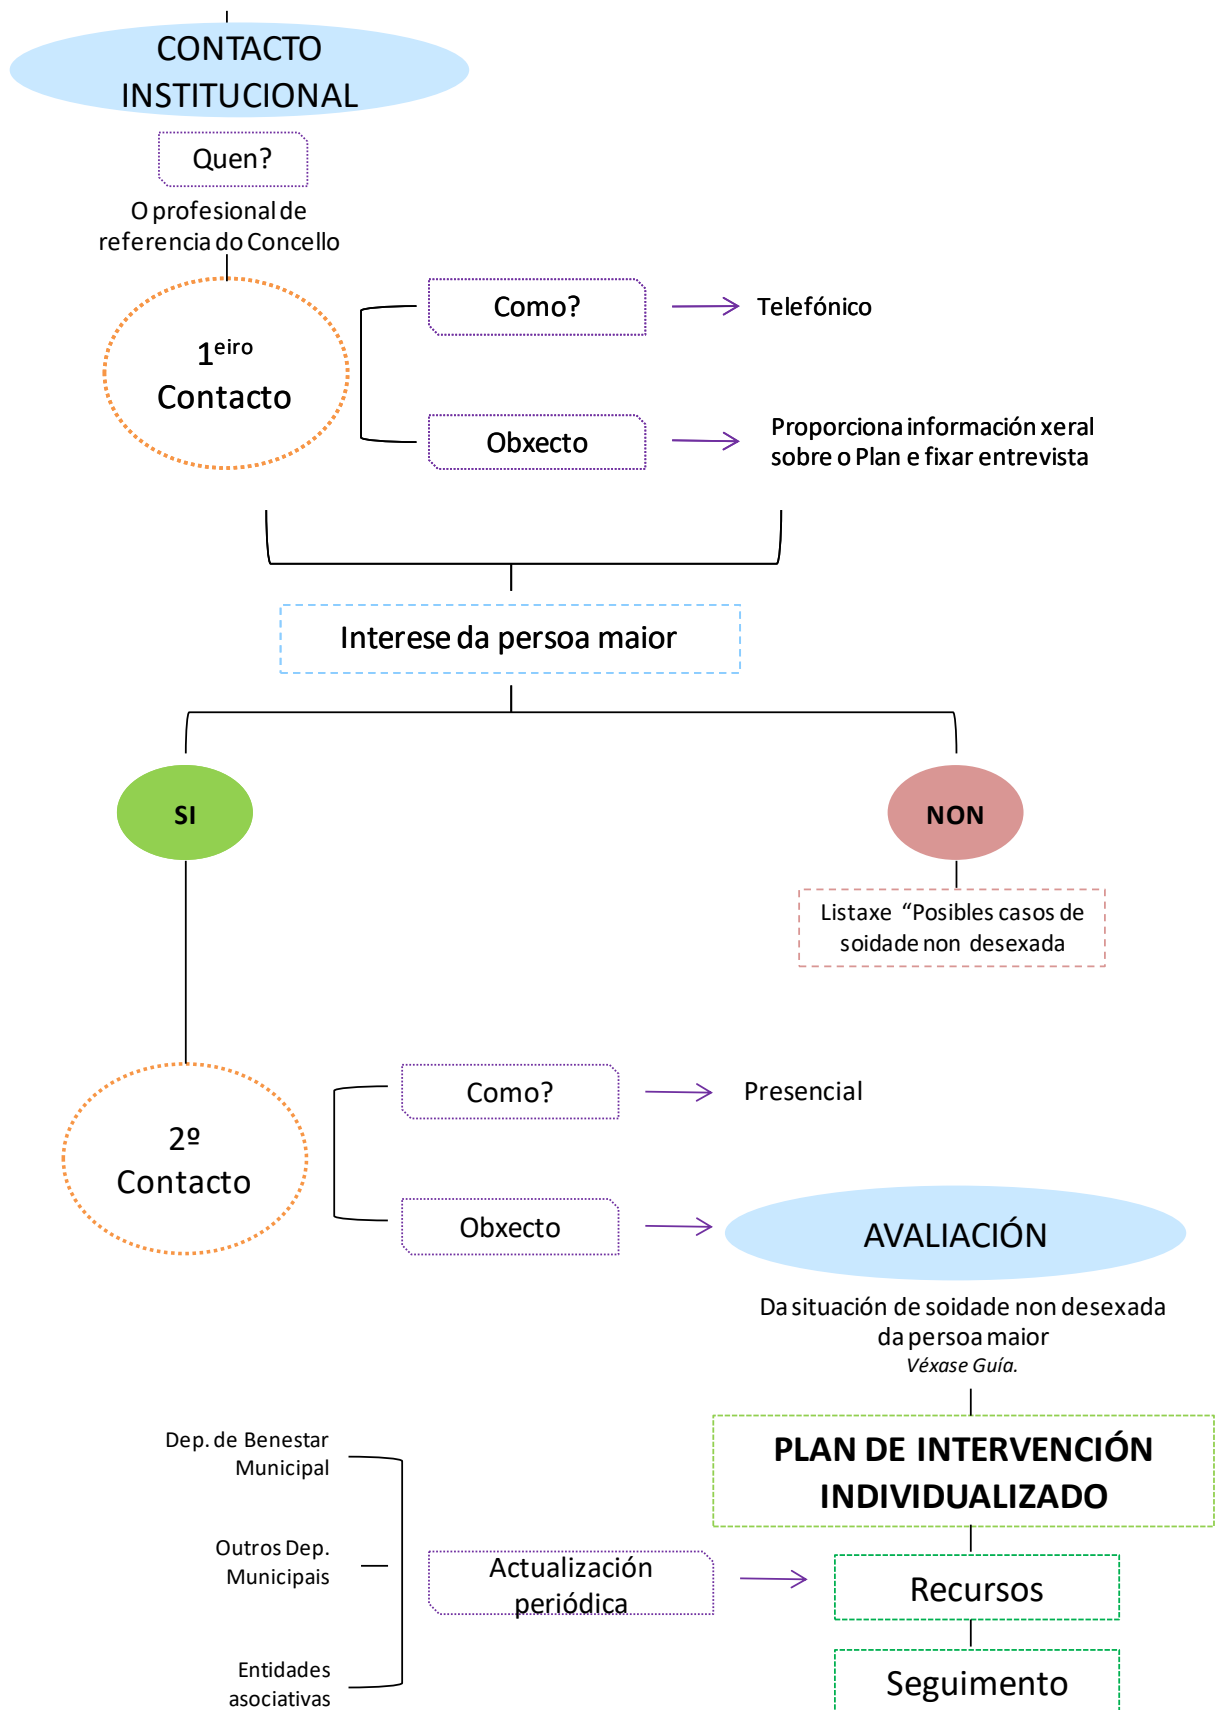 CONTACTO
INSTITUCIONAL
Quen?
O profesional de
referencia do Concello
1eiro
Contacto
Como?
Telefónico
Obxecto
Proporciona información xeral
sobre o Plan e fixar entrevista
Interese da persoa maior
SI
NON
Listaxe “Posibles casos de
soidade non desexada
2º
Contacto
Como?
Presencial
Obxecto
AVALIACIÓN
Da situación de soidade non desexada
da persoa maior
Véxase Guía.
PLAN DE INTERVENCIÓN
INDIVIDUALIZADO
Dep. de Benestar
Municipal
Outros Dep.
Municipais
Entidades
asociativas
Actualización
periódica
Recursos
Seguimento